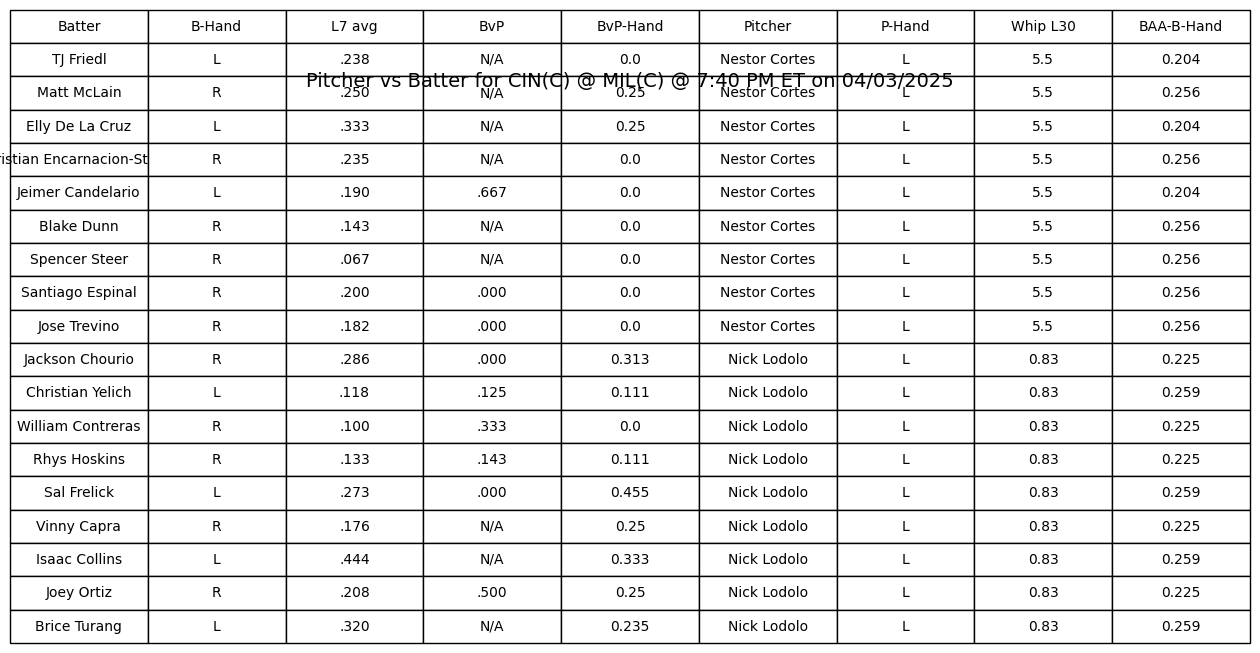 Batter B-Hand L7 avg BvP BvP-Hand Pitcher P-Hand Whip L30 BAA-B-Hand
TJ Friedl L .238 N/A 0.0 Nestor Cortes L 5.5 0.204
Pitcher vs Batter for CIN(C) @ MIL(C) @ 7:40 PM ET on 04/03/2025
Matt McLain R .250 N/A 0.25 Nestor Cortes L 5.5 0.256
Elly De La Cruz L .333 N/A 0.25 Nestor Cortes L 5.5 0.204
ristian Encarnacion-St R .235 N/A 0.0 Nestor Cortes L 5.5 0.256
Jeimer Candelario L .190 .667 0.0 Nestor Cortes L 5.5 0.204
Blake Dunn R .143 N/A 0.0 Nestor Cortes L 5.5 0.256
Spencer Steer R .067 N/A 0.0 Nestor Cortes L 5.5 0.256
Santiago Espinal R .200 .000 0.0 Nestor Cortes L 5.5 0.256
Jose Trevino R .182 .000 0.0 Nestor Cortes L 5.5 0.256
Jackson Chourio R .286 .000 0.313 Nick Lodolo L 0.83 0.225
Christian Yelich L .118 .125 0.111 Nick Lodolo L 0.83 0.259
William Contreras R .100 .333 0.0 Nick Lodolo L 0.83 0.225
Rhys Hoskins R .133 .143 0.111 Nick Lodolo L 0.83 0.225
Sal Frelick L .273 .000 0.455 Nick Lodolo L 0.83 0.259
Vinny Capra R .176 N/A 0.25 Nick Lodolo L 0.83 0.225
Isaac Collins L .444 N/A 0.333 Nick Lodolo L 0.83 0.259
Joey Ortiz R .208 .500 0.25 Nick Lodolo L 0.83 0.225
Brice Turang L .320 N/A 0.235 Nick Lodolo L 0.83 0.259